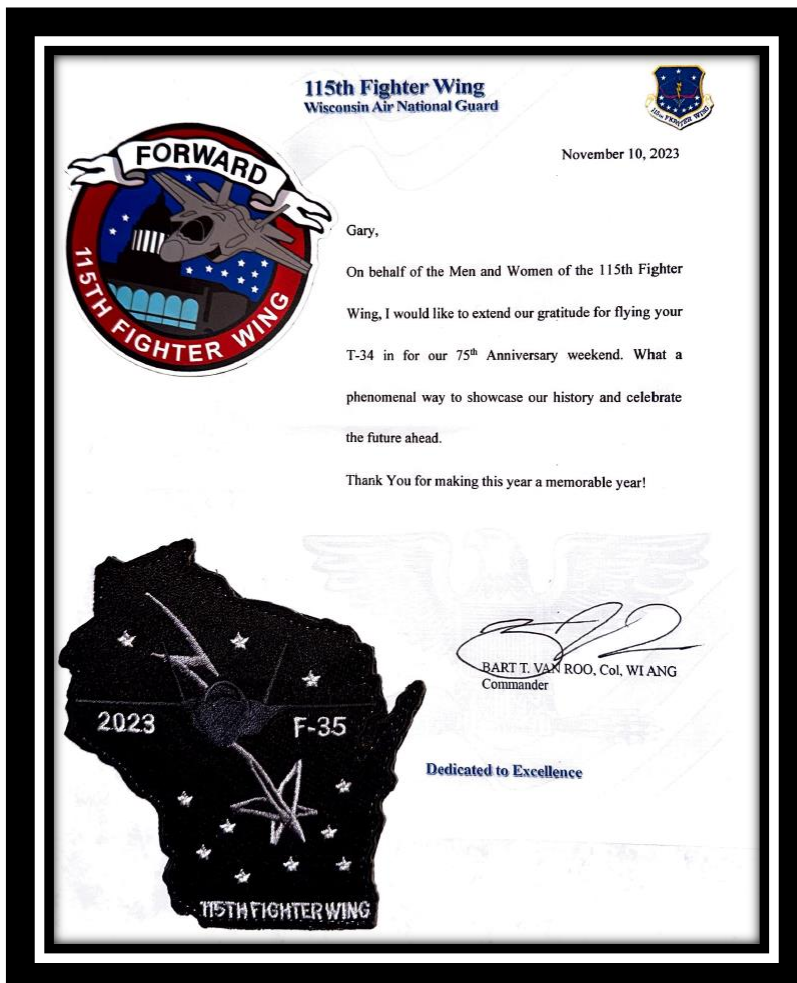 115th Fighter Wing
Wisconsin Air National Guard
115th FIGHTER WING
November 10, 2023
FORWARD
115TH FIGHTER WING
Gary,
On behalf of the Men and Women of the 115th Fighter
Wing, I would like to extend our gratitude for flying your
T-34 in for our 75th Anniversary weekend. What a
phenomenal way to showcase our history and celebrate
the future ahead.
Thank You for making this year a memorable year!
BART T. VAN ROO, Col, WI ANG
Commander
2023 F-35
Dedicated to Excellence
115TH FIGHTER WING